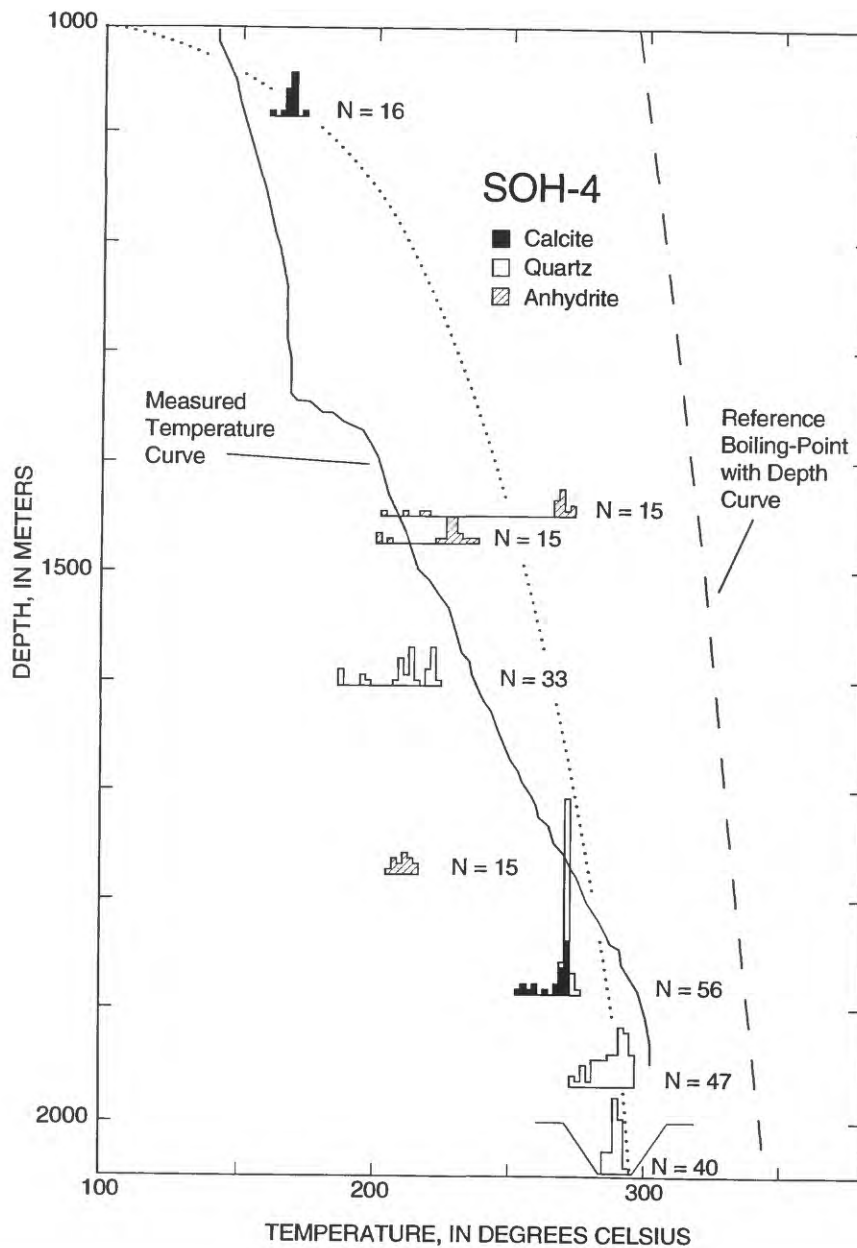 1000
N = 16
SOH-4
Calcite
Quartz
Anhydrite
Measured
Temperature
Curve
Reference
Boiling-Point
with Depth
Curve
N = 15
N = 15
1500
DEPTH, IN METERS
N = 33
N = 15
N = 56
N = 47
2000
N = 40
100
200
300
TEMPERATURE, IN DEGREES CELSIUS